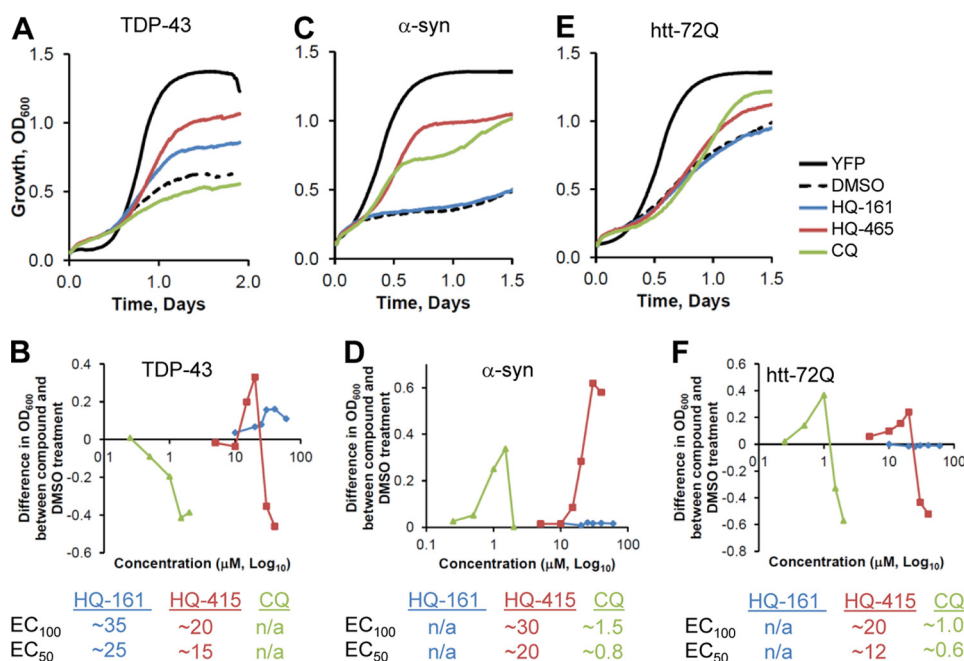 A TDP-43
C α-syn
E htt-72Q
Growth, OD600
1.5
1.0
0.5
0.0
0.0 1.0 2.0
Time, Days
1.5
1.0
0.5
0.0
0.0 0.5 1.0 1.5
Time, Days
1.5
1.0
0.5
0.0
0.0 0.5 1.0 1.5
Time, Days
YFP
DMSO
HQ-161
HQ-465
CQ
B TDP-43
Difference in OD600
between compound and
DMSO treatment
0.4
0.2
0
-0.2
-0.4
-0.6
0.1 1 10 100
Concentration (µM, Log10)
D α-syn
Difference in OD600
between compound and
DMSO treatment
0.6
0.4
0.2
0
0.1 1 10 100
Concentration (µM, Log10)
F htt-72Q
Difference in OD600
between compound and
DMSO treatment
0.6
0.4
0.2
0
-0.2
-0.4
-0.6
-0.8
0.1 1 10 100
Concentration (µM, Log10)
HQ-161 HQ-415 CQ
EC100 ~35 ~20 n/a
EC50 ~25 ~15 n/a
HQ-161 HQ-415 CQ
EC100 n/a ~30 ~1.5
EC50 n/a ~20 ~0.8
HQ-161 HQ-415 CQ
EC100 n/a ~20 ~1.0
EC50 n/a ~12 ~0.6